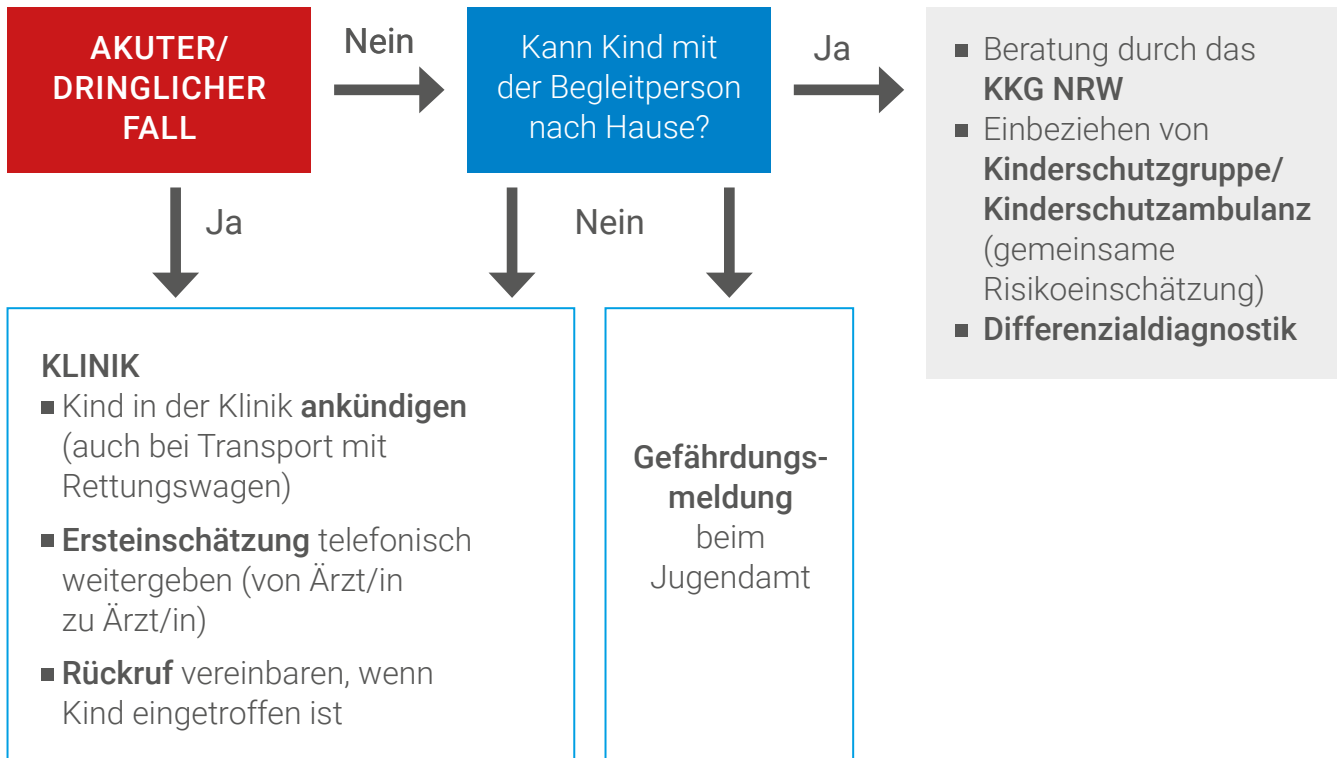 AKUTER/
DRINGLICHER
FALL
Nein
Kann Kind mit
der Begleitperson
nach Hause?
Ja
■ Beratung durch das
KKG NRW
■ Einbeziehen von
Kinderschutzgruppe/
Kinderschutzambulanz
(gemeinsame
Risikoeinschätzung)
■ Differenzialdiagnostik
Ja
Nein
KLINIK
■ Kind in der Klinik ankündigen
(auch bei Transport mit
Rettungswagen)
■ Ersteinschätzung telefonisch
weitergeben (von Ärzt/in
zu Ärzt/in)
■ Rückruf vereinbaren, wenn
Kind eingetroffen ist
Gefährdungs-
meldung
beim
Jugendamt